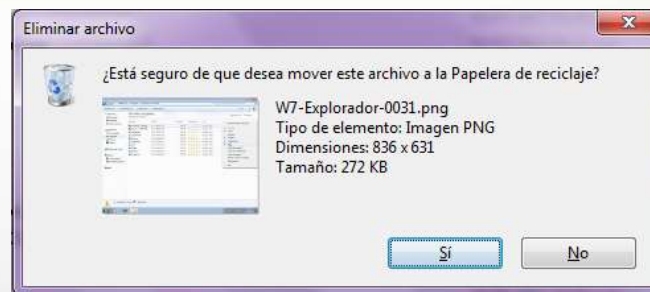 Eliminar archivo
¿Está seguro de que desea mover este archivo a la Papelera de reciclaje?
W7-Explorador-0031.png
Tipo de elemento: Imagen PNG
Dimensiones: 836 x 631
Tamaño: 272 KB
Sí
No